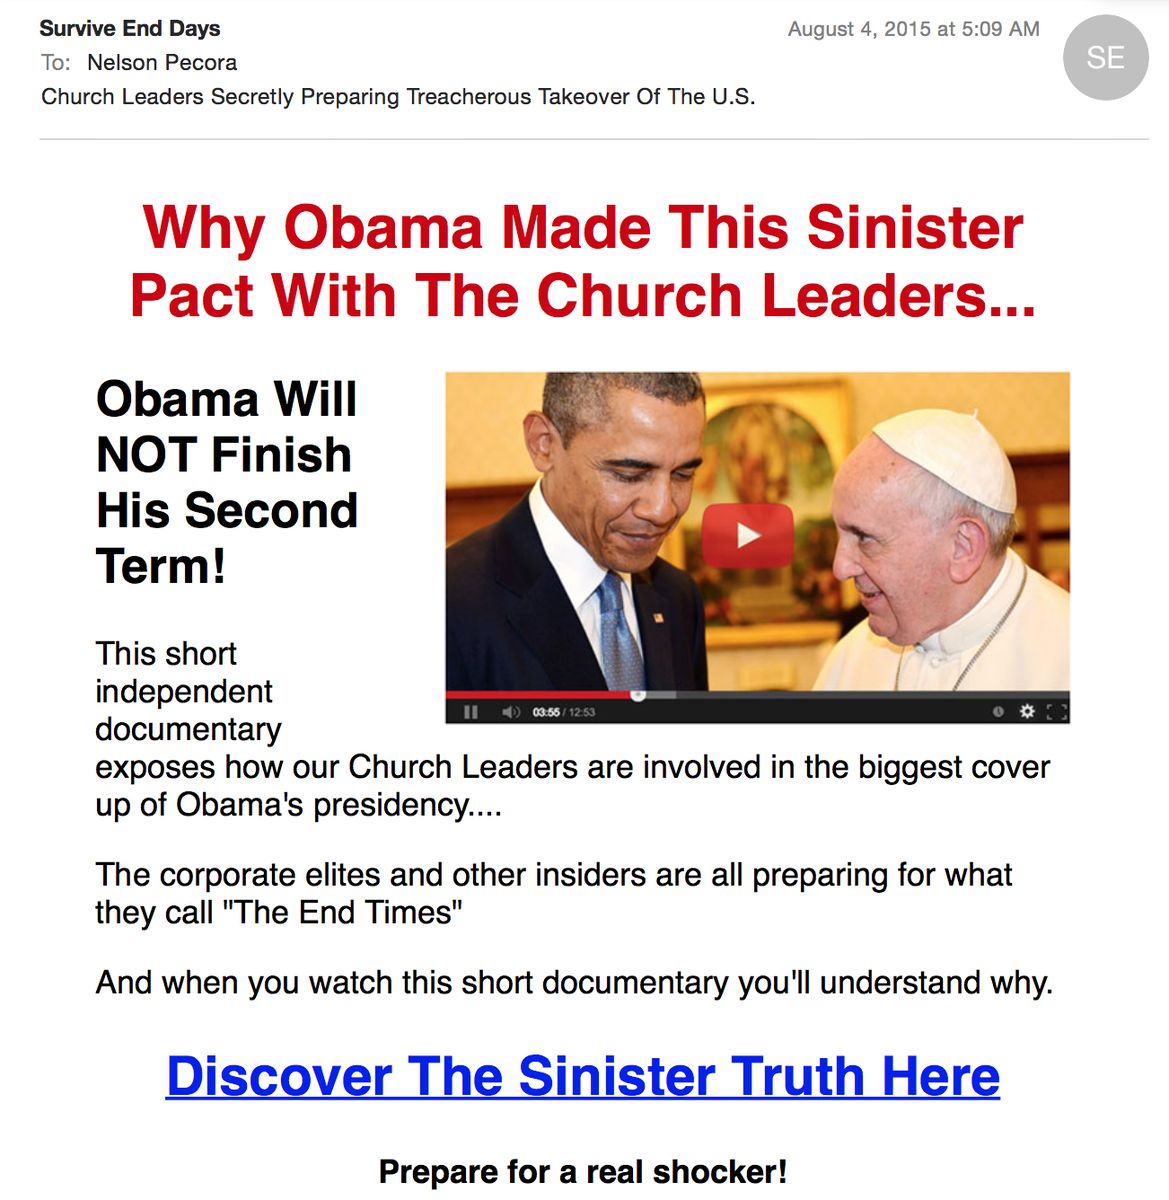 Survive End Days
August 4, 2015 at 5:09 AM
SE
To: Nelson Pecora
Church Leaders Secretly Preparing Treacherous Takeover Of The U.S.
Why Obama Made This Sinister
Pact With The Church Leaders...
Obama Will
NOT Finish
His Second
Term!
03:55 / 12:53
This short
independent
documentary
exposes how our Church Leaders are involved in the biggest cover
up of Obama's presidency....
The corporate elites and other insiders are all preparing for what
they call "The End Times"
And when you watch this short documentary you'll understand why.
Discover The Sinister Truth Here
Prepare for a real shocker!